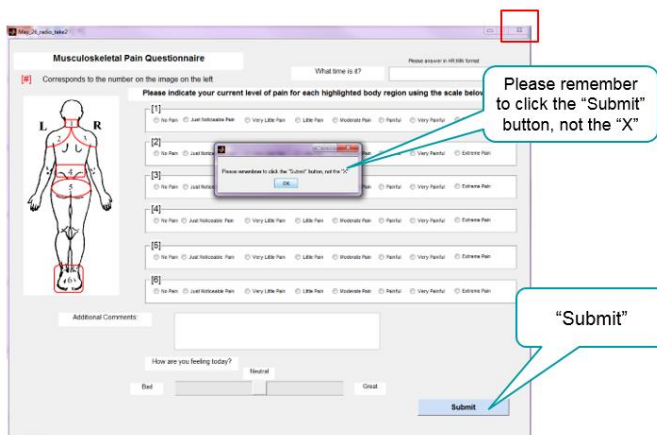 May_26_radio_take2
Musculoskeletal Pain Questionnaire
Please answer in HR:MN format
What time is it?
[#] Corresponds to the number on the image on the left
Please indicate your current level of pain for each highlighted body region using the scale below
L R
1
2
3
4
5
6
[1]
No Pain Just Noticeable Pain Very Little Pain Little Pain Moderate Pain Painful Very Painful
[2]
No Pain Painful Very Painful Extreme Pain
[3]
No Pain Painful Very Painful Extreme Pain
[4]
No Pain Just Noticeable Pain Very Little Pain Little Pain Moderate Pain Painful Very Painful Extreme Pain
[5]
No Pain Just Noticeable Pain Very Little Pain Little Pain Moderate Pain Painful Very Painful Extreme Pain
[6]
No Pain Just Noticeable Pain Very Little Pain Little Pain Moderate Pain Painful Very Painful Extreme Pain
Please remember to click the "Submit" button, not the "X"
OK
Please remember
to click the “Submit”
button, not the “X”
“Submit”
Additional Comments:
How are you feeling today?
Neutral
Bad Great
Submit